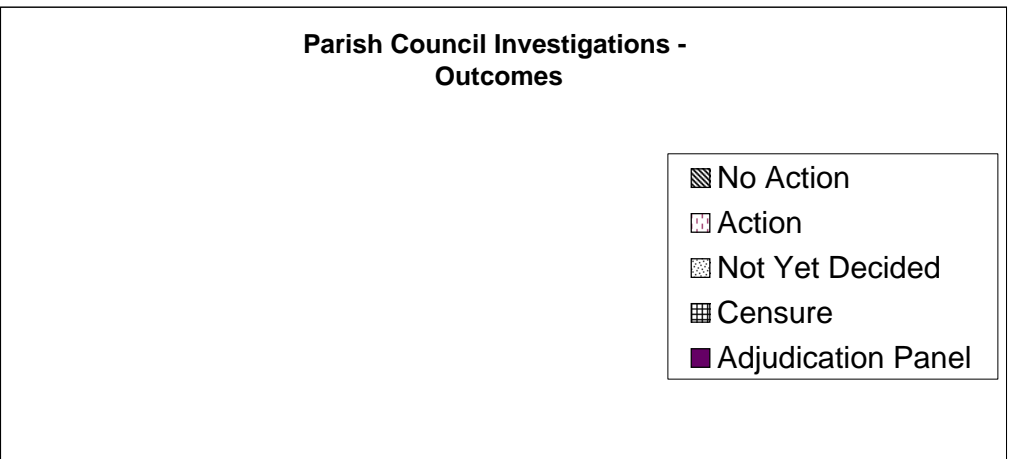 Parish Council Investigations -
Outcomes
No Action
Action
Not Yet Decided
Censure
Adjudication Panel